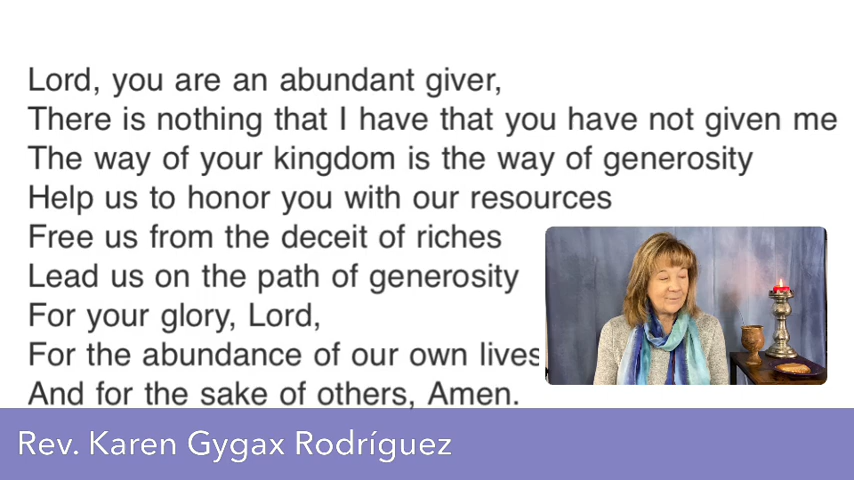 Lord, you are an abundant giver,
There is nothing that I have that you have not given me
The way of your kingdom is the way of generosity
Help us to honor you with our resources
Free us from the deceit of riches
Lead us on the path of generosity
For your glory, Lord,
For the abundance of our own lives
And for the sake of others, Amen.
Rev. Karen Gygax Rodríguez